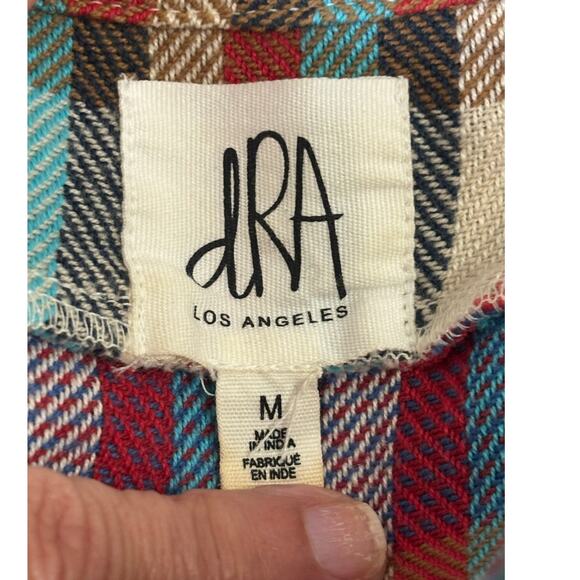 dRA
LOS ANGELES
M
MADE
IN INDIA
FABRIQUÉ
EN INDE